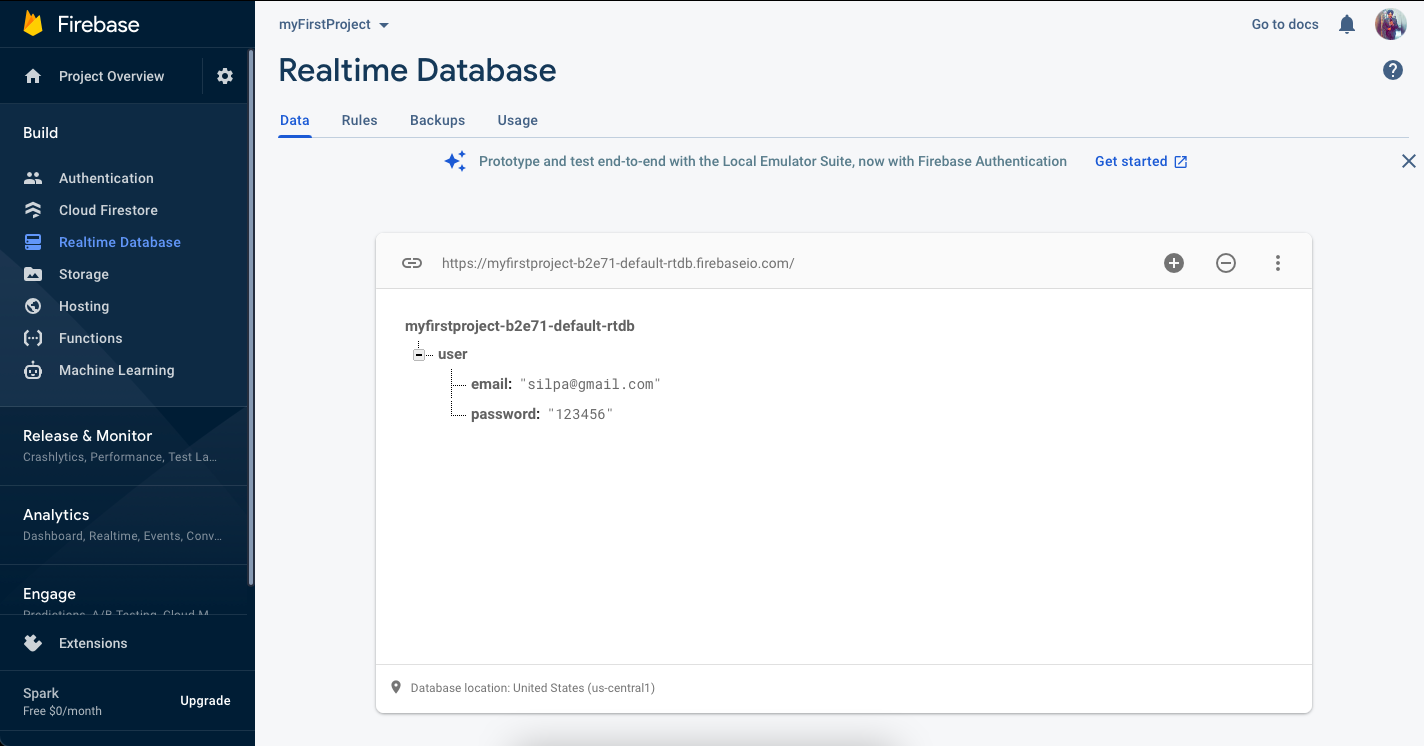 Firebase
Project Overview
Build
Authentication
Cloud Firestore
Realtime Database
Storage
Hosting
Functions
Machine Learning
Release & Monitor
Crashlytics, Performance, Test La...
Analytics
Dashboard, Realtime, Events, Conv...
Engage
Predictions, A/B Testing, Cloud M...
Extensions
Spark
Free $0/month
Upgrade
myFirstProject
Go to docs
Realtime Database
Data Rules Backups Usage
Prototype and test end-to-end with the Local Emulator Suite, now with Firebase Authentication Get started
https://myfirstproject-b2e71-default-rtdb.firebaseio.com/
myfirstproject-b2e71-default-rtdb
user
email: "silpa@gmail.com"
password: "123456"
Database location: United States (us-central1)